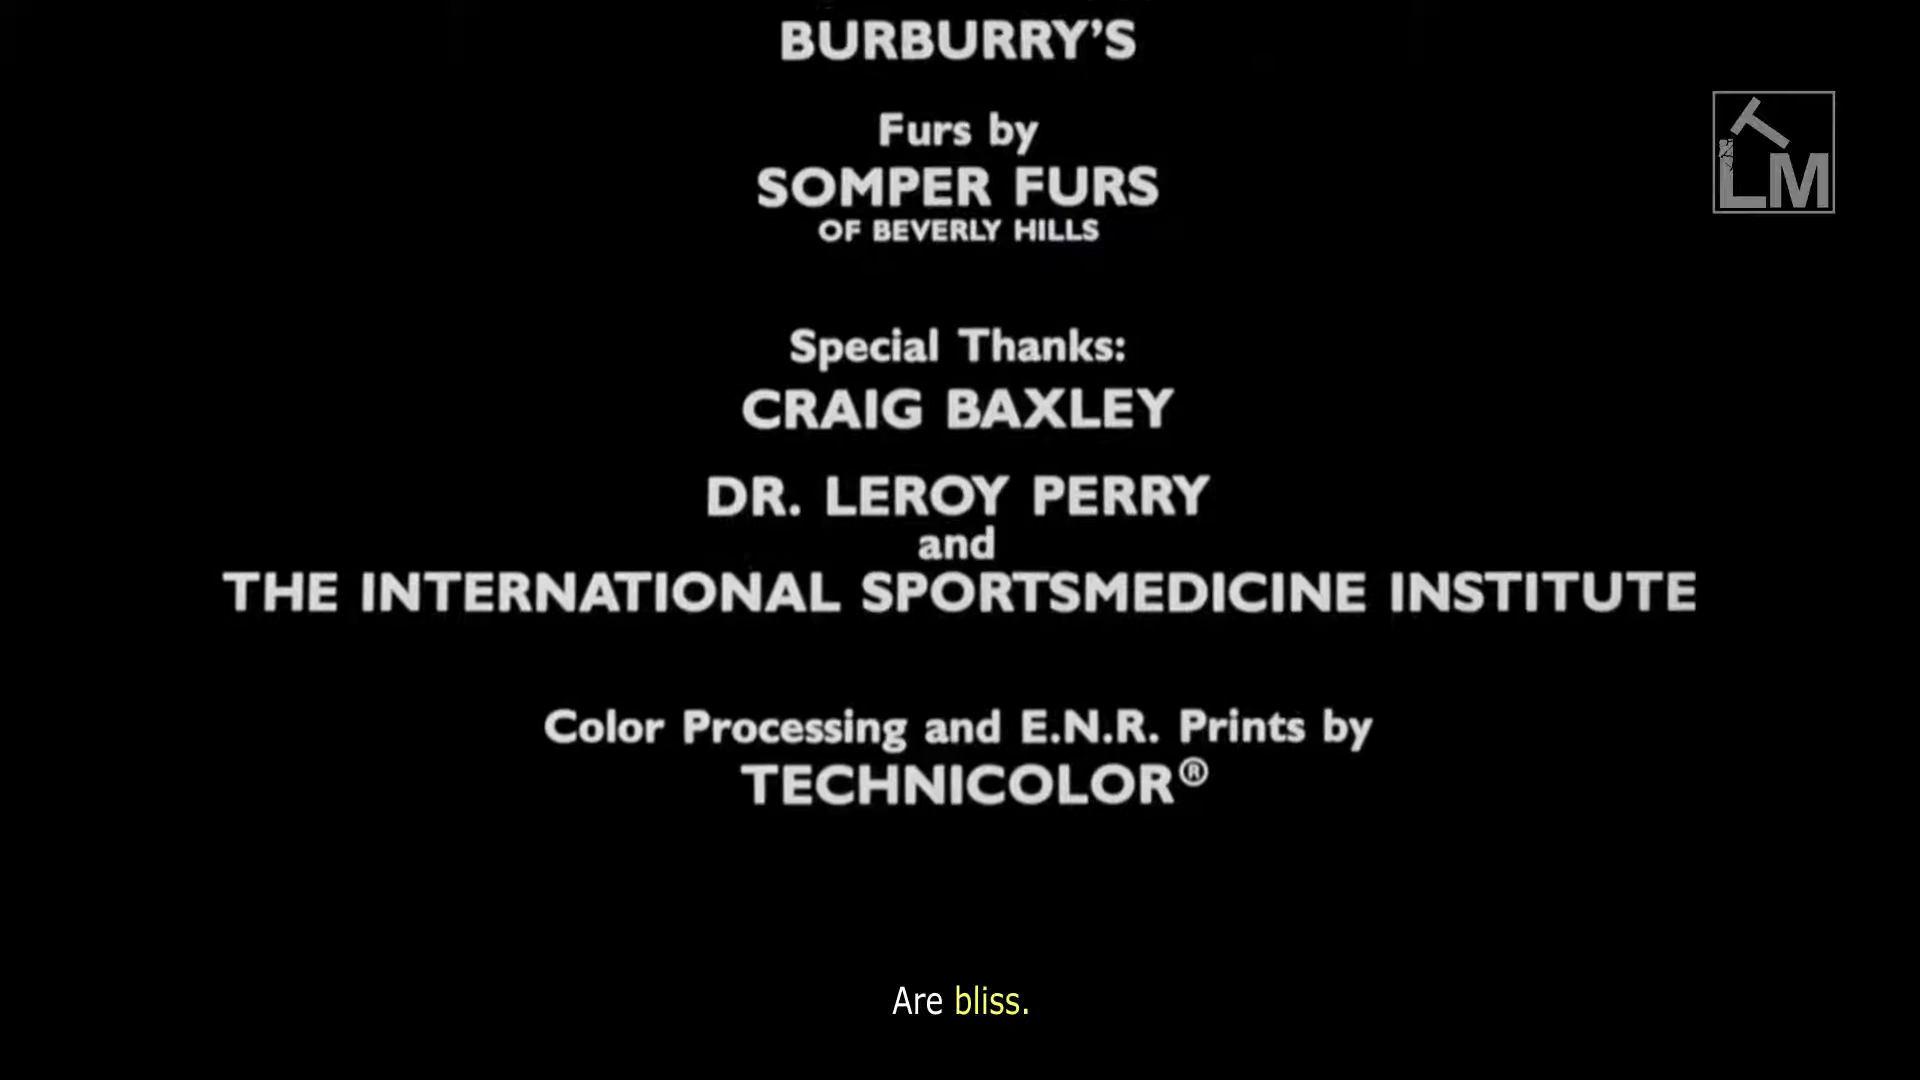 BURBURRY'S
Furs by
SOMPER FURS
OF BEVERLY HILLS
Special Thanks:
CRAIG BAXLEY
DR. LEROY PERRY
and
THE INTERNATIONAL SPORTSMEDICINE INSTITUTE
Color Processing and E.N.R. Prints by
TECHNICOLOR®
Are bliss.
LTM